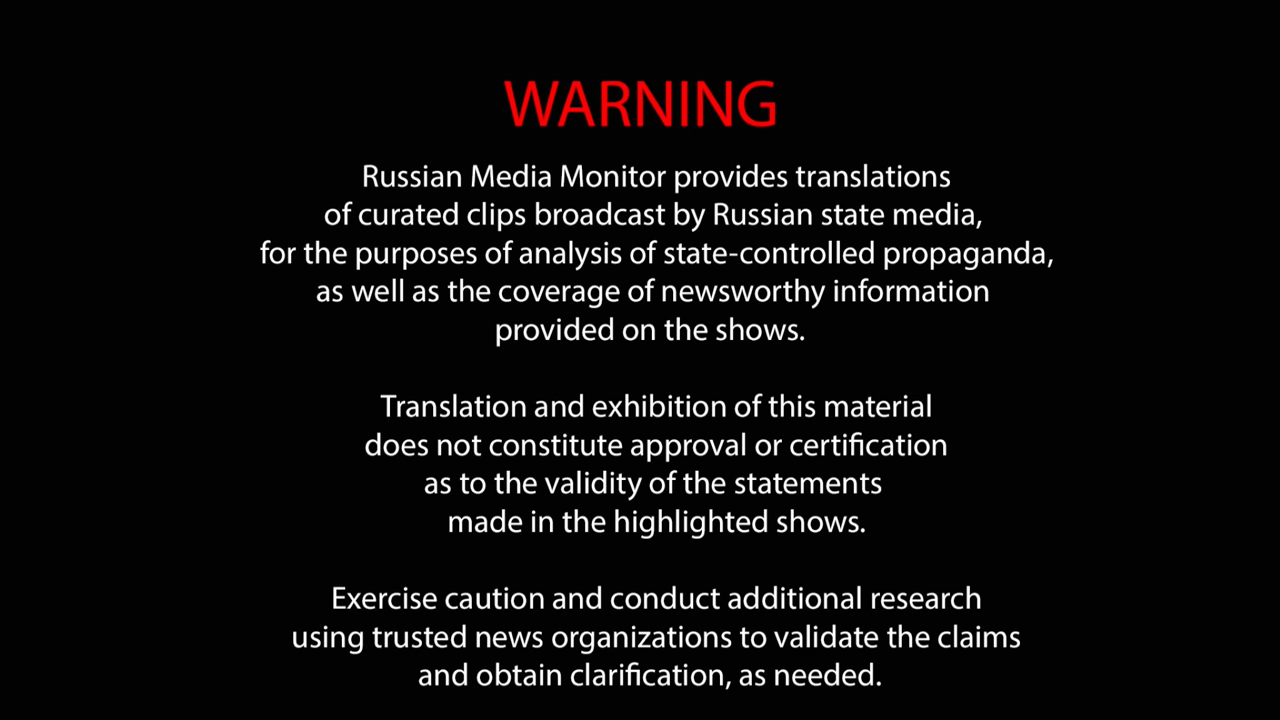 WARNING
Russian Media Monitor provides translations
of curated clips broadcast by Russian state media,
for the purposes of analysis of state-controlled propaganda,
as well as the coverage of newsworthy information
provided on the shows.
Translation and exhibition of this material
does not constitute approval or certification
as to the validity of the statements
made in the highlighted shows.
Exercise caution and conduct additional research
using trusted news organizations to validate the claims
and obtain clarification, as needed.